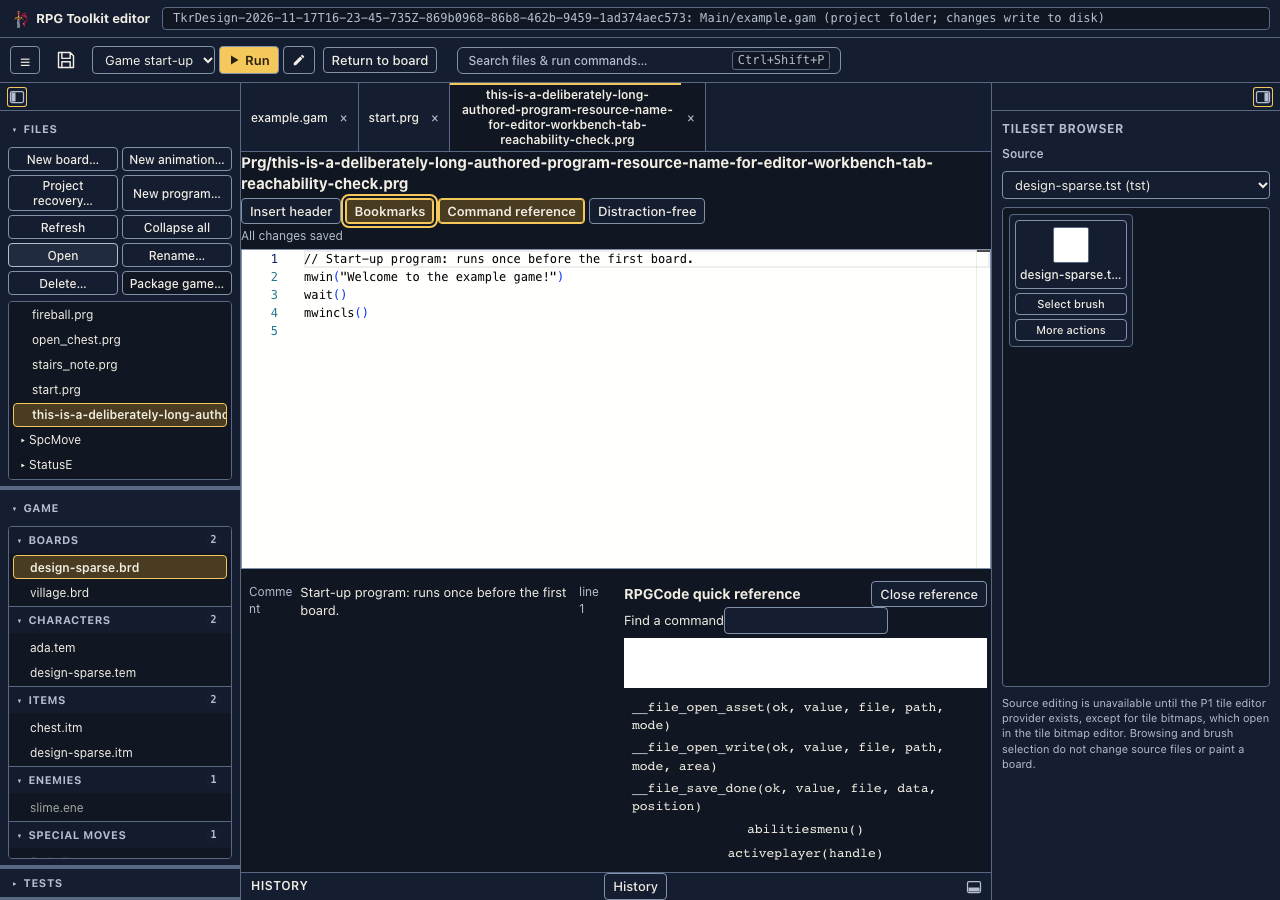 RPG Toolkit editor
TkrDesign-2026-11-17T16-23-45-735Z-869b0968-86b8-462b-9459-1ad374aec573: Main/example.gam (project folder; changes write to disk)
Game start-up
Run
Return to board
Search files & run commands...
Ctrl+Shift+P
FILES
New board...
New animation...
Project recovery...
New program...
Refresh
Collapse all
Open
Rename...
Delete...
Package game...
fireball.prg
open_chest.prg
stairs_note.prg
start.prg
this-is-a-deliberately-long-autho
SpcMove
StatusE
GAME
BOARDS 2
design-sparse.brd
village.brd
CHARACTERS 2
ada.tem
design-sparse.tem
ITEMS 2
chest.itm
design-sparse.itm
ENEMIES 1
slime.ene
SPECIAL MOVES 1
TESTS
example.gam ×
start.prg ×
this-is-a-deliberately-long-
authored-program-resource-name-
for-editor-workbench-tab-
reachability-check.prg
×
Prg/this-is-a-deliberately-long-authored-program-resource-name-for-editor-workbench-tab-
reachability-check.prg
Insert header
Bookmarks
Command reference
Distraction-free
All changes saved
1 // Start-up program: runs once before the first board.
2 mwin("Welcome to the example game!")
3 wait()
4 mwincls()
5
Comme
nt
Start-up program: runs once before the first
board.
line
1
RPGCode quick reference
Close reference
Find a command
__file_open_asset(ok, value, file, path,
mode)
__file_open_write(ok, value, file, path,
mode, area)
__file_save_done(ok, value, file, data,
position)
abilitiesmenu()
activeplayer(handle)
HISTORY
History
TILESET BROWSER
Source
design-sparse.tst (tst)
design-sparse.t...
Select brush
More actions
Source editing is unavailable until the P1 tile editor
provider exists, except for tile bitmaps, which open
in the tile bitmap editor. Browsing and brush
selection do not change source files or paint a
board.